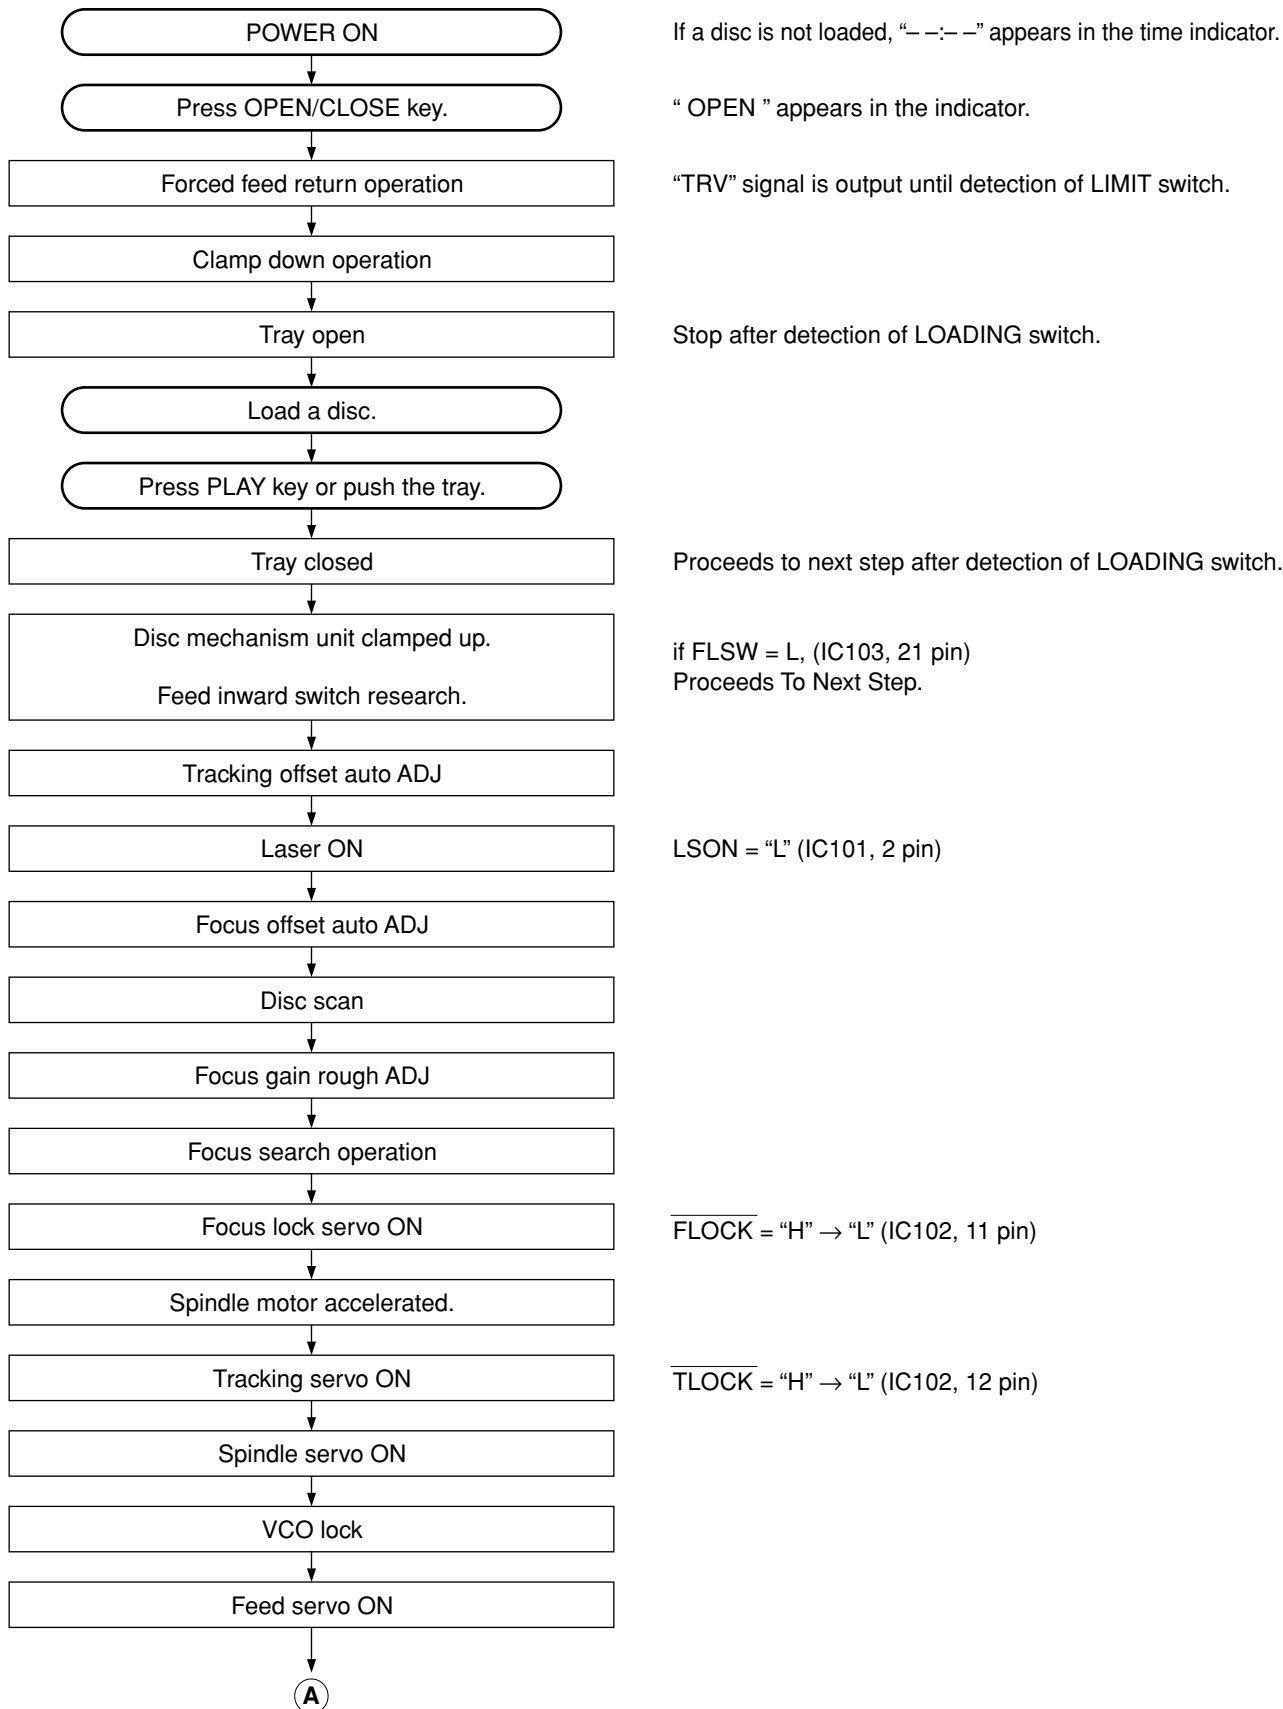 POWER ON
If a disc is not loaded, “– –:– –” appears in the time indicator.
Press OPEN/CLOSE key.
“ OPEN ” appears in the indicator.
Forced feed return operation
“TRV” signal is output until detection of LIMIT switch.
Clamp down operation
Tray open
Stop after detection of LOADING switch.
Load a disc.
Press PLAY key or push the tray.
Tray closed
Proceeds to next step after detection of LOADING switch.
Disc mechanism unit clamped up.
Feed inward switch research.
if FLSW = L, (IC103, 21 pin)
Proceeds To Next Step.
Tracking offset auto ADJ
Laser ON
LSON = “L” (IC101, 2 pin)
Focus offset auto ADJ
Disc scan
Focus gain rough ADJ
Focus search operation
Focus lock servo ON
F̅L̅O̅C̅K̅ = “H” → “L” (IC102, 11 pin)
Spindle motor accelerated.
Tracking servo ON
T̅L̅O̅C̅K̅ = “H” → “L” (IC102, 12 pin)
Spindle servo ON
VCO lock
Feed servo ON
A